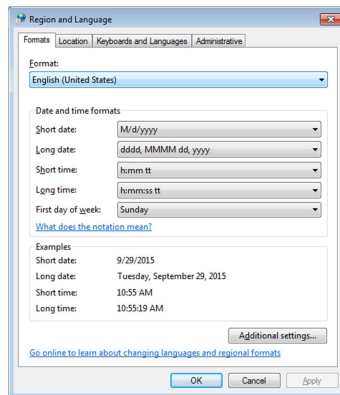 Region and Language
Formats Location Keyboards and Languages Administrative
Format:
English (United States)
Date and time formats
Short date: M/d/yyyy
Long date: dddd, MMMM dd, yyyy
Short time: h:mm tt
Long time: h:mm:ss tt
First day of week: Sunday
What does the notation mean?
Examples
Short date: 9/29/2015
Long date: Tuesday, September 29, 2015
Short time: 10:55 AM
Long time: 10:55:19 AM
Additional settings...
Go online to learn about changing languages and regional formats
OK Cancel Apply